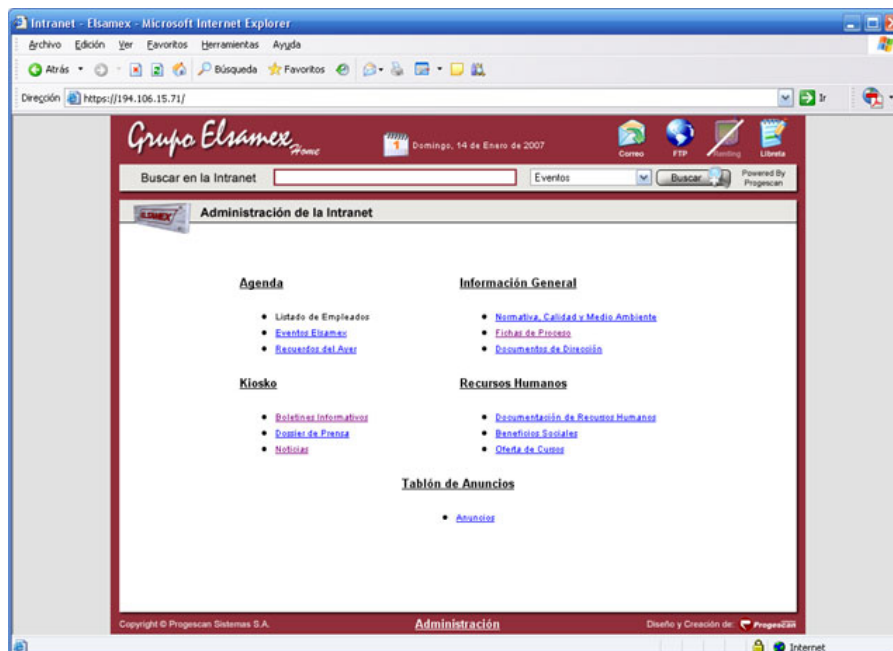 Intranet - Elsamex - Microsoft Internet Explorer
Archivo Edición Ver Favoritos Herramientas Ayuda
Atrás Búsqueda Favoritos
Dirección https://194.106.15.71/ Ir
Grupo Elsamex Home
1 Domingo, 14 de Enero de 2007
Correo FTP Renting Libreta
Buscar en la Intranet Eventos Buscar Powered By
Progescan
ELSAMEX Administración de la Intranet
Agenda
Listado de Empleados
Eventos Elsamex
Recuerdos del Ayer
Información General
Normativa, Calidad y Medio Ambiente
Fichas de Proceso
Documentos de Dirección
Kiosko
Boletines Informativos
Dossier de Prensa
Noticias
Recursos Humanos
Documentación de Recursos Humanos
Beneficios Sociales
Oferta de Cursos
Tablón de Anuncios
Anuncios
Copyright © Progescan Sistemas S.A. Administración Diseño y Creación de: Progescan
Internet